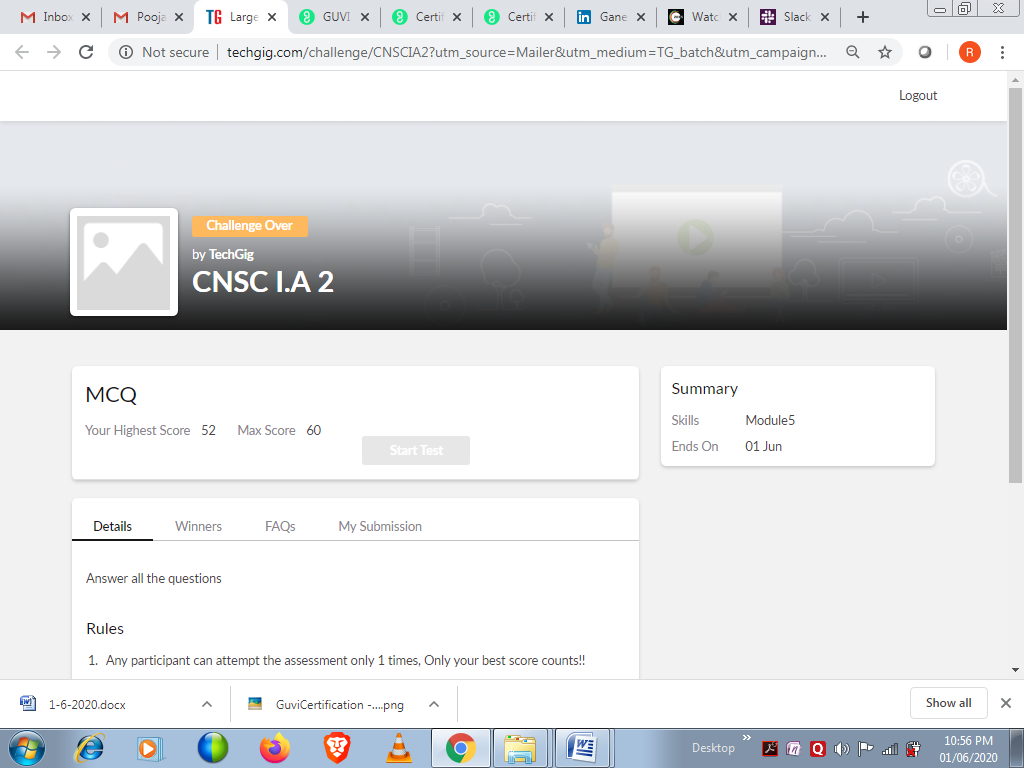 Inbox
Pooja
TG Large
GUVI
Certif
Certif
in Gane
Watc
Slack
Not secure techgig.com/challenge/CNSCIA2?utm_source=Mailer&utm_medium=TG_batch&utm_campaign...
R
Logout
Challenge Over
by TechGig
CNSC I.A 2
MCQ
Your Highest Score 52 Max Score 60
Start Test
Summary
Skills Module5
Ends On 01 Jun
Details Winners FAQs My Submission
Answer all the questions
Rules
1. Any participant can attempt the assessment only 1 times, Only your best score counts!!
1-6-2020.docx
GuviCertification -....png
Show all
Desktop
10:56 PM
01/06/2020